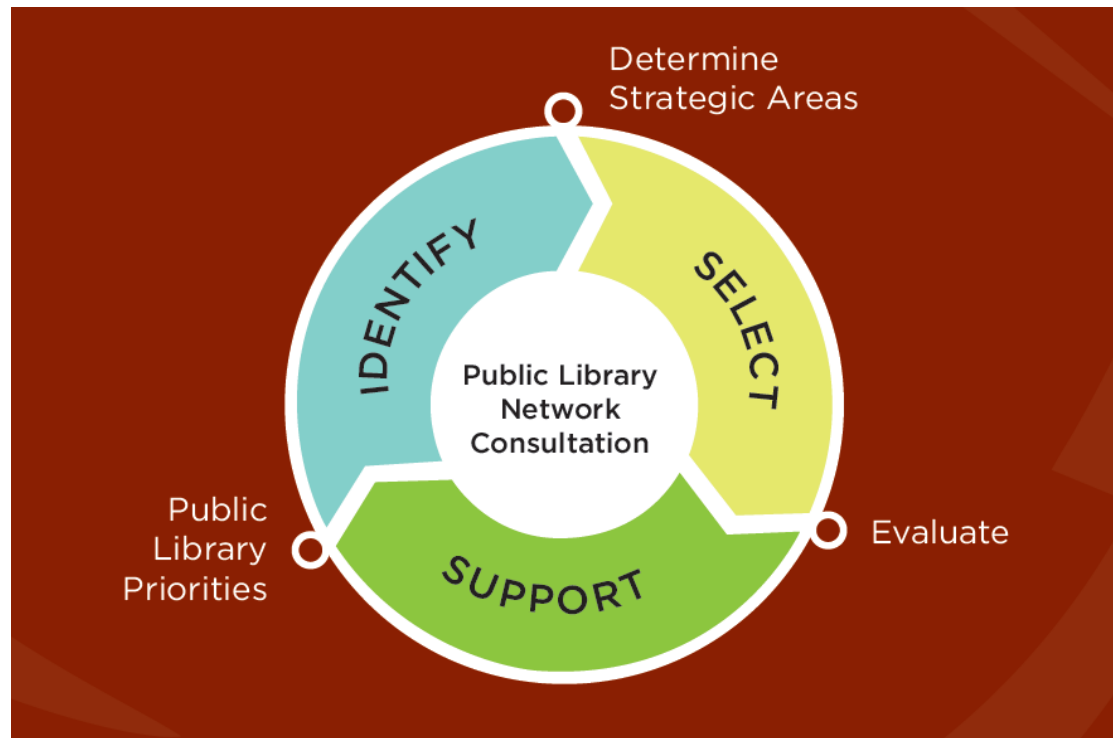 Determine
Strategic Areas
IDENTIFY
SELECT
Public Library
Network
Consultation
Public
Library
Priorities
Evaluate
SUPPORT